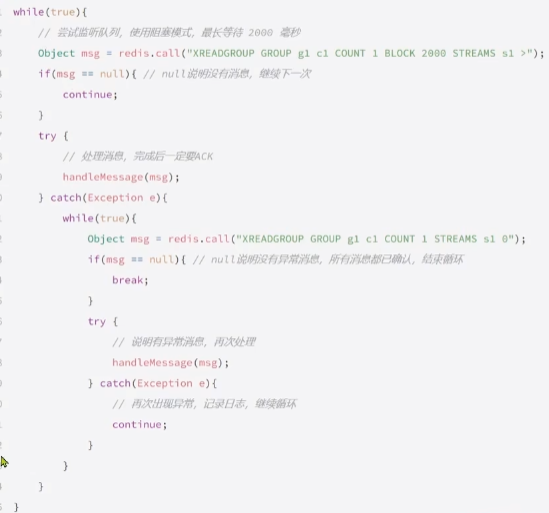 while(true){
// 尝试监听队列，使用阻塞模式，最长等待 2000 毫秒
Object msg = redis.call("XREADGROUP GROUP g1 c1 COUNT 1 BLOCK 2000 STREAMS s1 >");
if(msg == null){ // null说明没有消息，继续下一次
continue;
}
try {
// 处理消息，完成后一定要ACK
handleMessage(msg);
} catch(Exception e){
while(true){
Object msg = redis.call("XREADGROUP GROUP g1 c1 COUNT 1 STREAMS s1 0");
if(msg == null){ // null说明没有异常消息，所有消息都已确认，结束循环
break;
}
try {
// 说明有异常消息，再次处理
handleMessage(msg);
} catch(Exception e){
// 再次出现异常，记录日志，继续循环
continue;
}
}
}
}